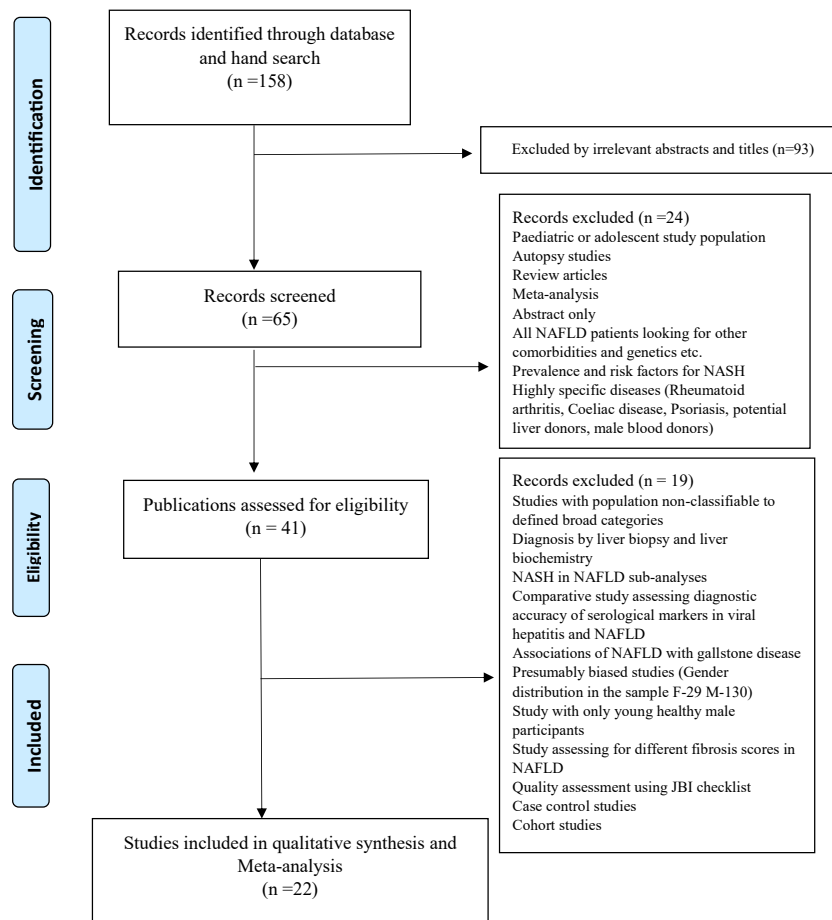 Identification
Records identified through database
and hand search
(n =158)
Excluded by irrelevant abstracts and titles (n=93)
Screening
Records screened
(n =65)
Records excluded (n =24)
Paediatric or adolescent study population
Autopsy studies
Review articles
Meta-analysis
Abstract only
All NAFLD patients looking for other
comorbidities and genetics etc.
Prevalence and risk factors for NASH
Highly specific diseases (Rheumatoid
arthritis, Coeliac disease, Psoriasis, potential
liver donors, male blood donors)
Eligibility
Publications assessed for eligibility
(n = 41)
Records excluded (n = 19)
Studies with population non-classifiable to
defined broad categories
Diagnosis by liver biopsy and liver
biochemistry
NASH in NAFLD sub-analyses
Comparative study assessing diagnostic
accuracy of serological markers in viral
hepatitis and NAFLD
Associations of NAFLD with gallstone disease
Presumably biased studies (Gender
distribution in the sample F-29 M-130)
Study with only young healthy male
participants
Study assessing for different fibrosis scores in
NAFLD
Quality assessment using JBI checklist
Case control studies
Cohort studies
Included
Studies included in qualitative synthesis and
Meta-analysis
(n =22)